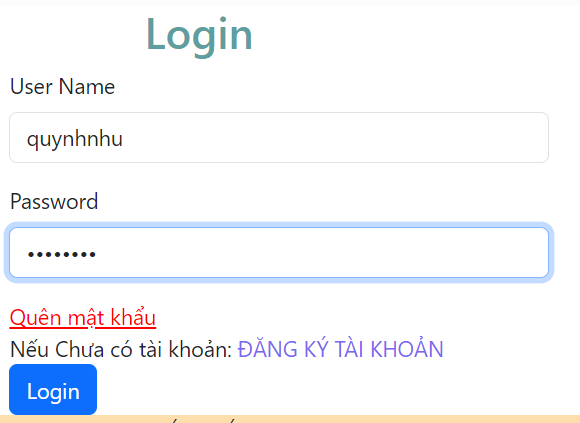 Login
User Name
quynhnhu
Password
••••••••
Quên mật khẩu
Nếu Chưa có tài khoản: ĐĂNG KÝ TÀI KHOẢN
Login